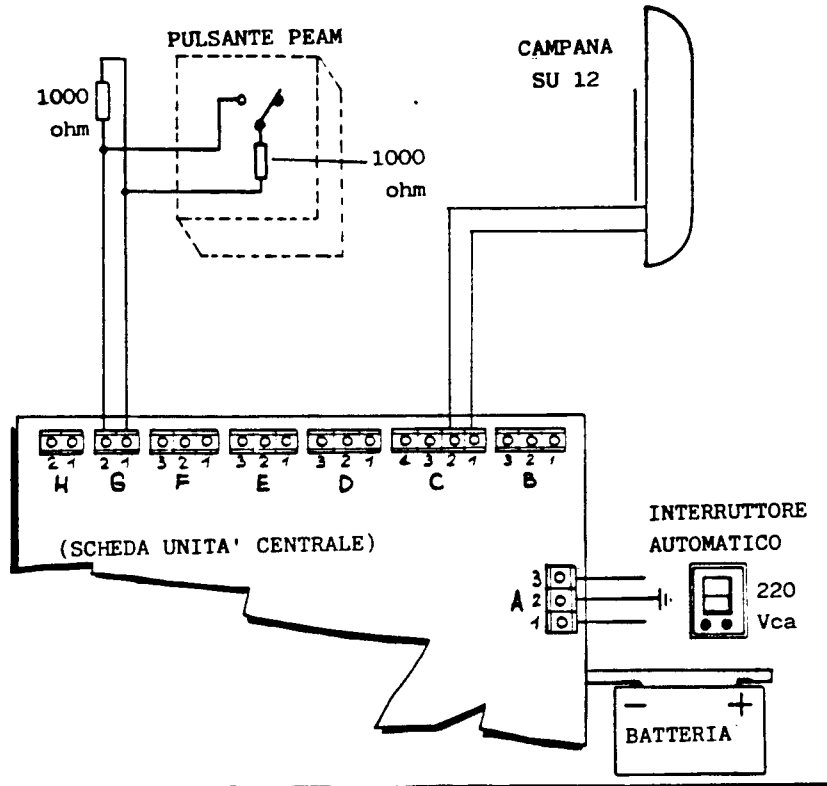 PULSANTE PEAM
CAMPANA
SU 12
1000
ohm
1000
ohm
2 1
2 1
3 2 1
3 2 1
3 2 1
4 3 2 1
3 2 1
H
G
F
E
D
C
B
(SCHEDA UNITA' CENTRALE)
INTERRUTTORE
AUTOMATICO
3
A 2
1
220
Vca
- +
BATTERIA